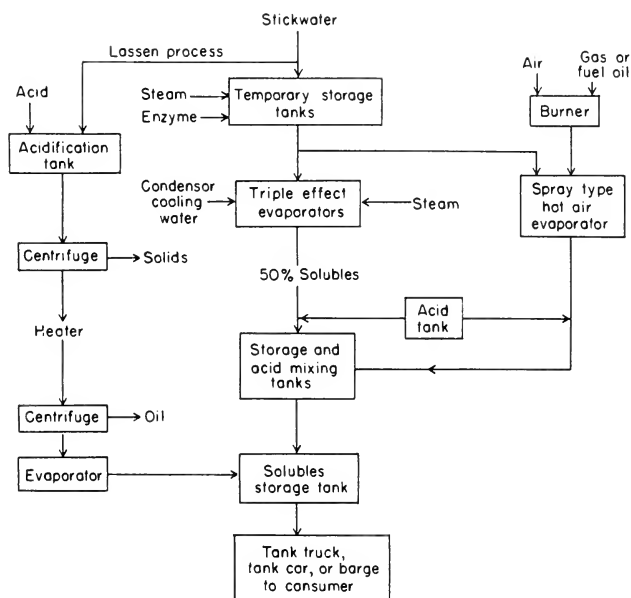 Stickwater
Lassen process
Air
Gas or
fuel oil
Acid
Steam
Enzyme
Temporary storage
tanks
Burner
Acidification
tank
Condensor
cooling
water
Triple effect
evaporators
Steam
Spray type
hot air
evaporator
Centrifuge
Solids
50% Solubles
Acid
tank
Heater
Storage and
acid mixing
tanks
Centrifuge
Oil
Evaporator
Solubles
storage tank
Tank truck,
tank car, or barge
to consumer